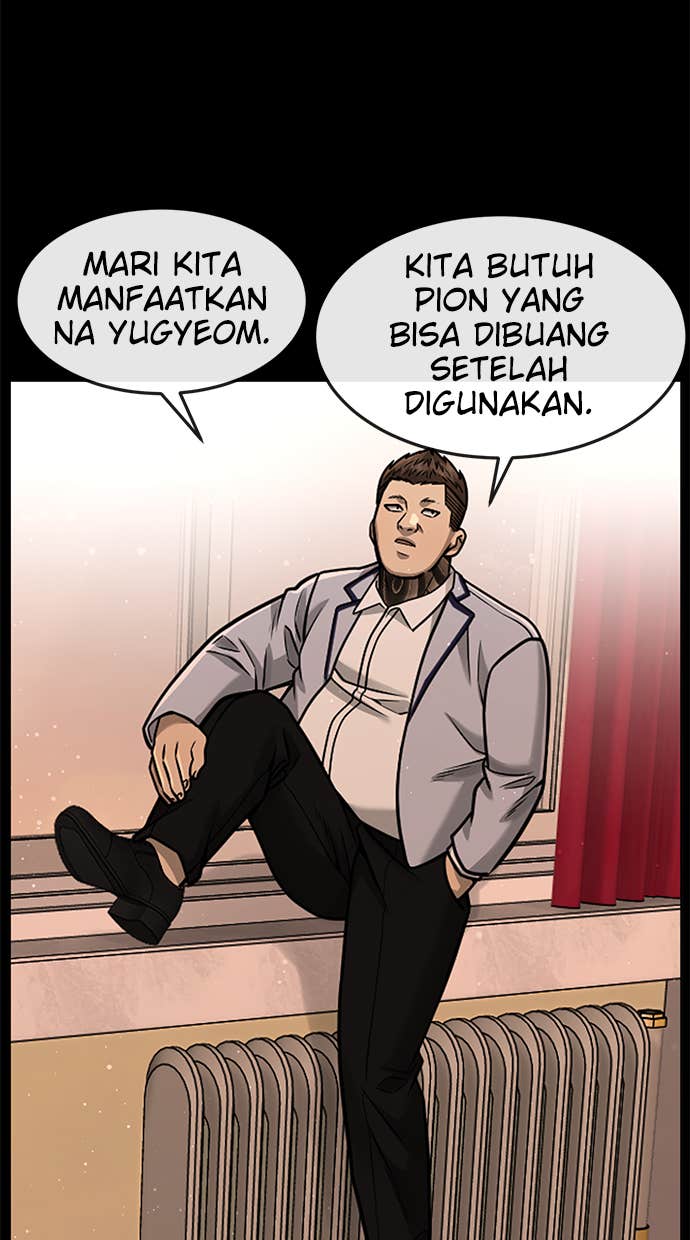 MARI KITA
MANFAATKAN
NA YUGYEOM.
KITA BUTUH
PION YANG
BISA DIBUANG
SETELAH
DIGUNAKAN.